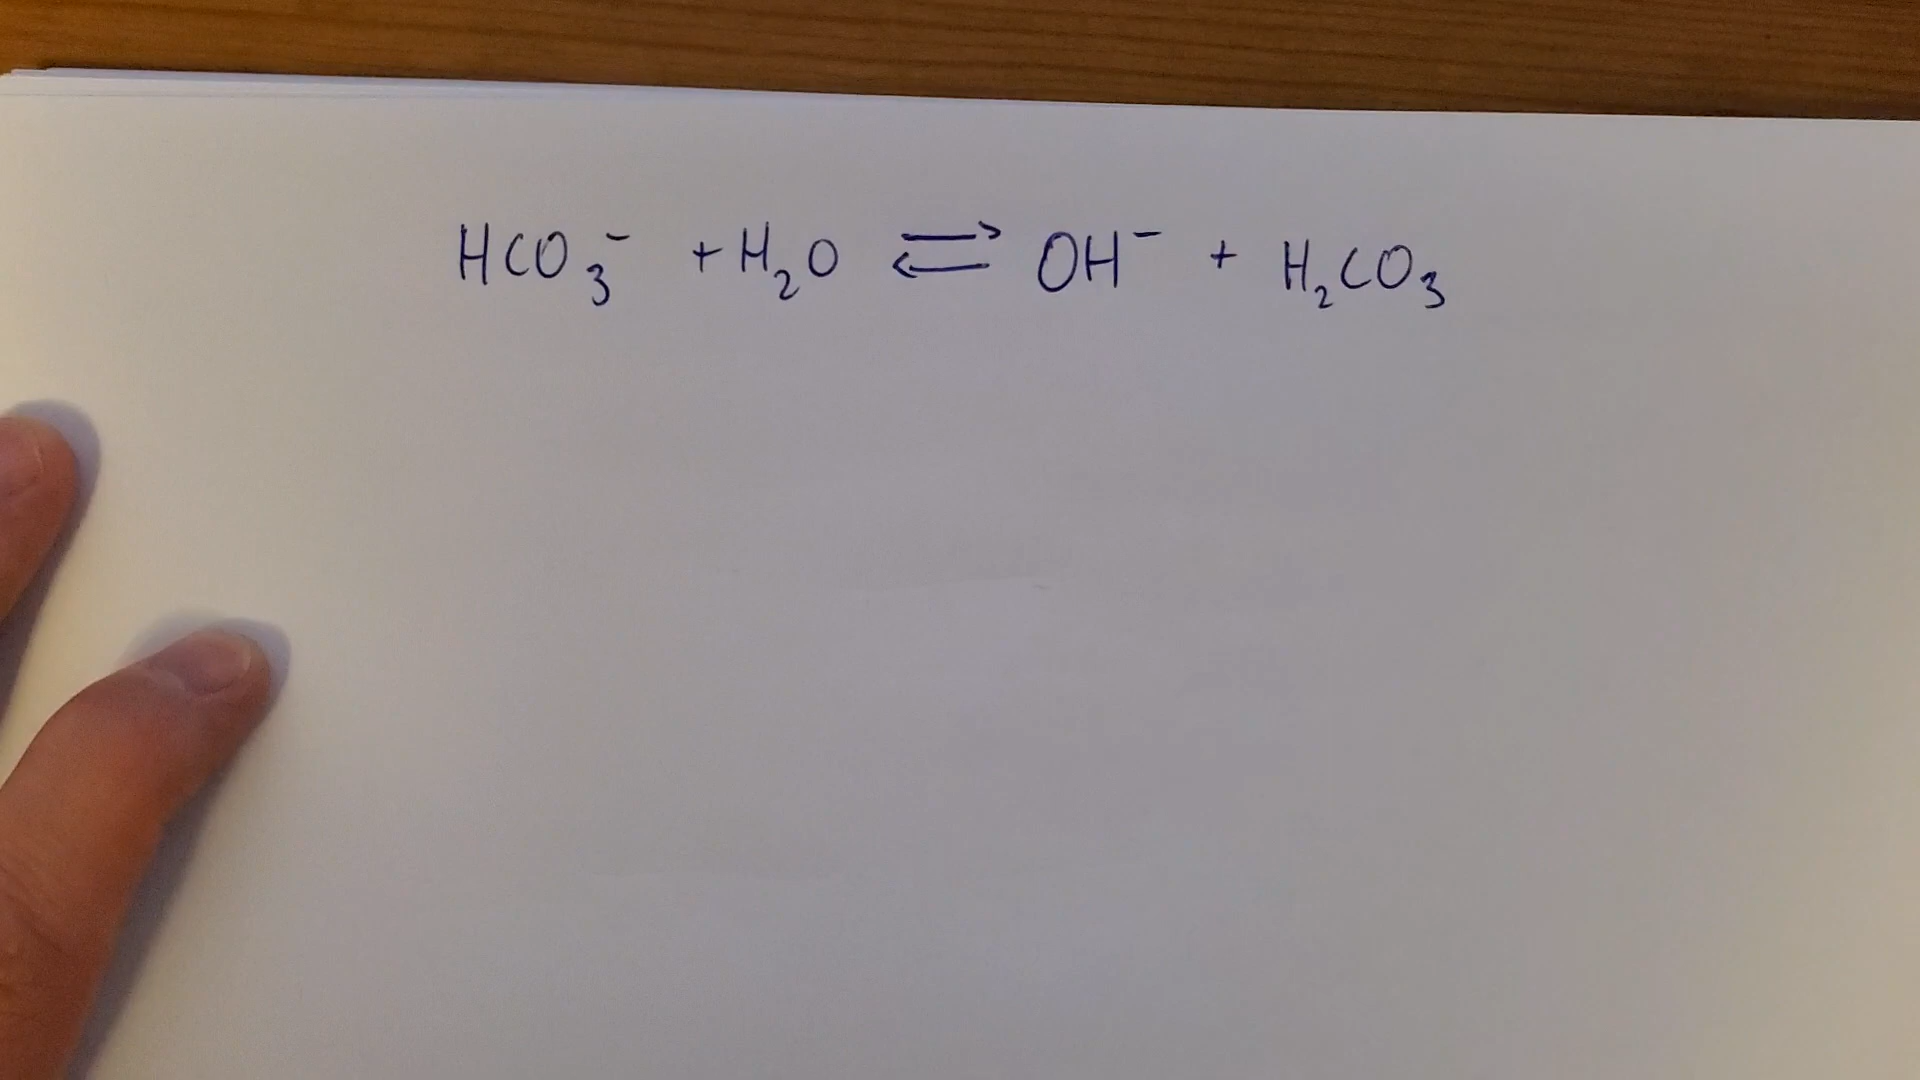 HCO₃⁻ + H₂O ⇌ OH⁻ + H₂CO₃